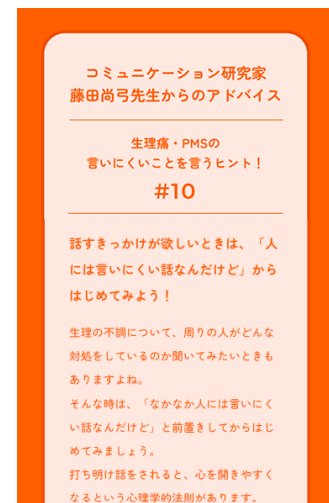 コミュニケーション研究家
藤田尚弓先生からのアドバイス
生理痛・PMSの
言いにくいことを言うヒント！
#10
話すきっかけが欲しいときは、「人
には言いにくい話なんだけど」から
はじめてみよう！
生理の不調について、周りの人がどんな
対処をしているのか聞いてみたいときも
ありますよね。
そんな時は、「なかなか人には言いにく
い話なんだけど」と前置きしてからはじ
めてみましょう。
打ち明け話をされると、心を開きやすく
なるという心理学的法則があります。